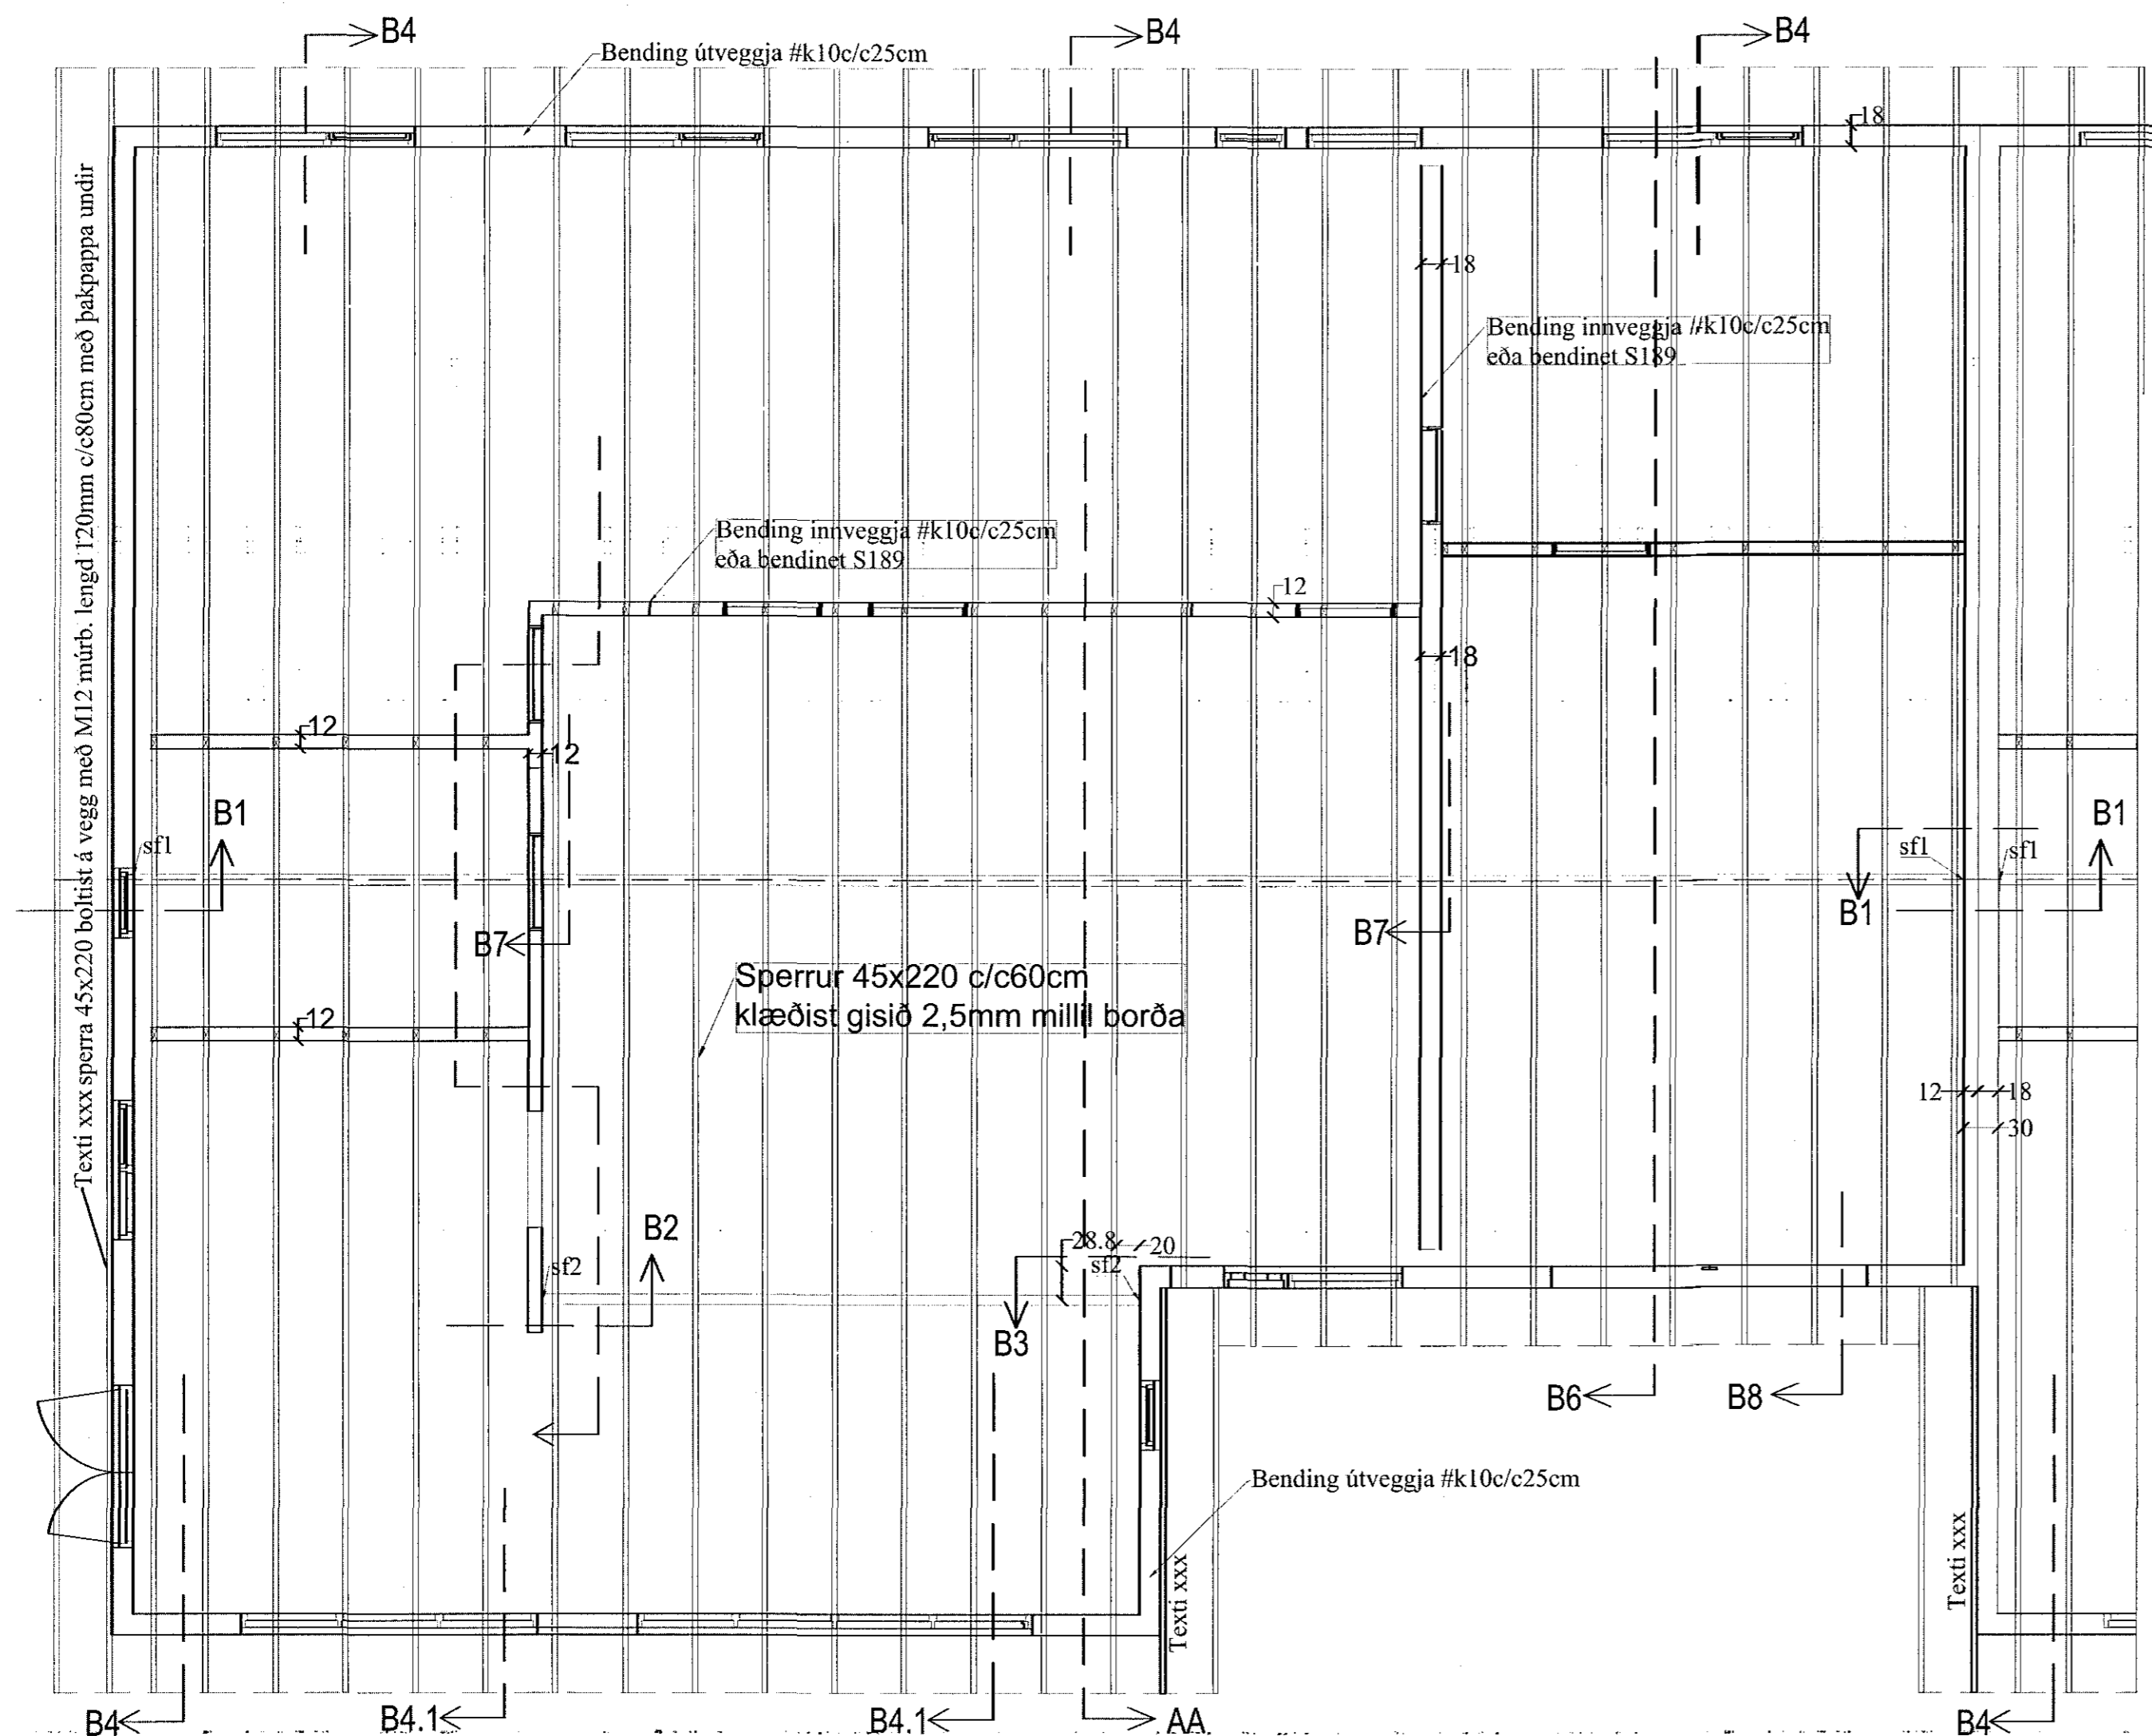 B4
B4
B4
Bending útveggja #k10c/c25cm
18
Texti xxx sperra 45x220 boltist á vegg með M12 múrb. lengd 120mm c/c80cm með þakpappa undir
18
Bending innveggja #k10c/c25cm
eða bendinet S189
Bending innveggja #k10c/c25cm
eða bendinet S189
12
18
12
12
B1
sf1
B1
sf1
sf1
B1
B7
B7
Sperrur 45x220 c/c60cm
klæðist gisið 2,5mm millil borða
12
12
18
30
B2
28.8
20
sf2
sf2
B3
B6
B8
Bending útveggja #k10c/c25cm
Texti xxx
Texti xxx
B4
B4.1
B4.1
AA
B4